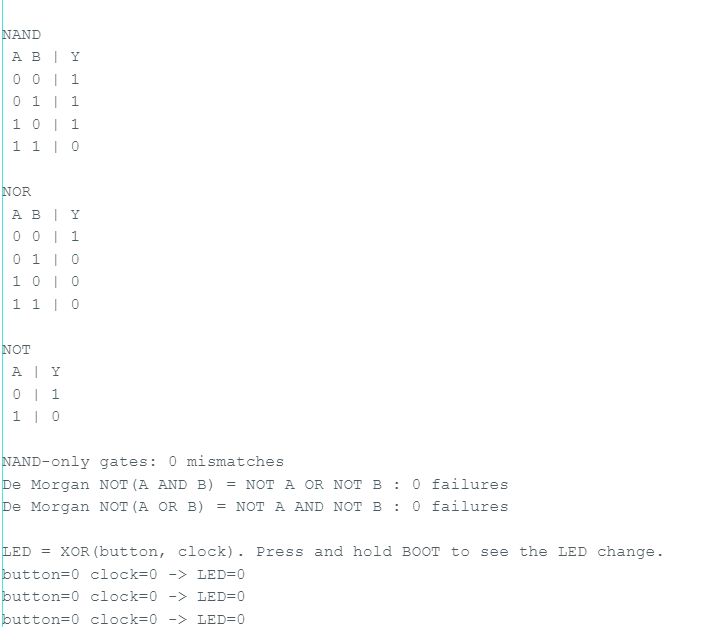 NAND
A B | Y
0 0 | 1
0 1 | 1
1 0 | 1
1 1 | 0
NOR
A B | Y
0 0 | 1
0 1 | 0
1 0 | 0
1 1 | 0
NOT
A | Y
0 | 1
1 | 0
NAND-only gates: 0 mismatches
De Morgan NOT(A AND B) = NOT A OR NOT B : 0 failures
De Morgan NOT(A OR B) = NOT A AND NOT B : 0 failures
LED = XOR(button, clock). Press and hold BOOT to see the LED change.
button=0 clock=0 -> LED=0
button=0 clock=0 -> LED=0
button=0 clock=0 -> LED=0